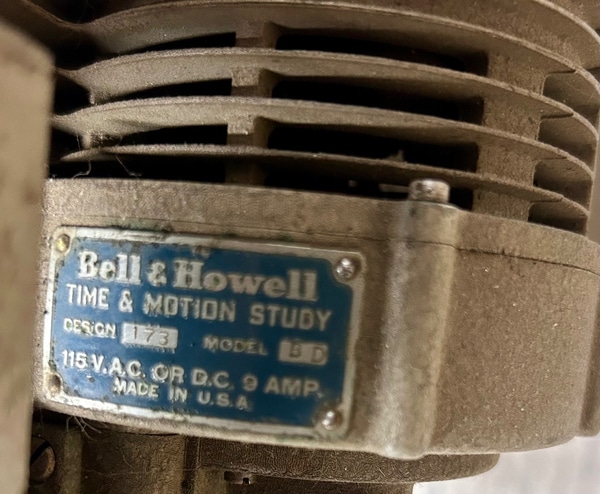 Bell & Howell
TIME & MOTION STUDY
DESIGN 173 MODEL BD
115 V.A.C. OR D.C. 9 AMP.
MADE IN U.S.A.